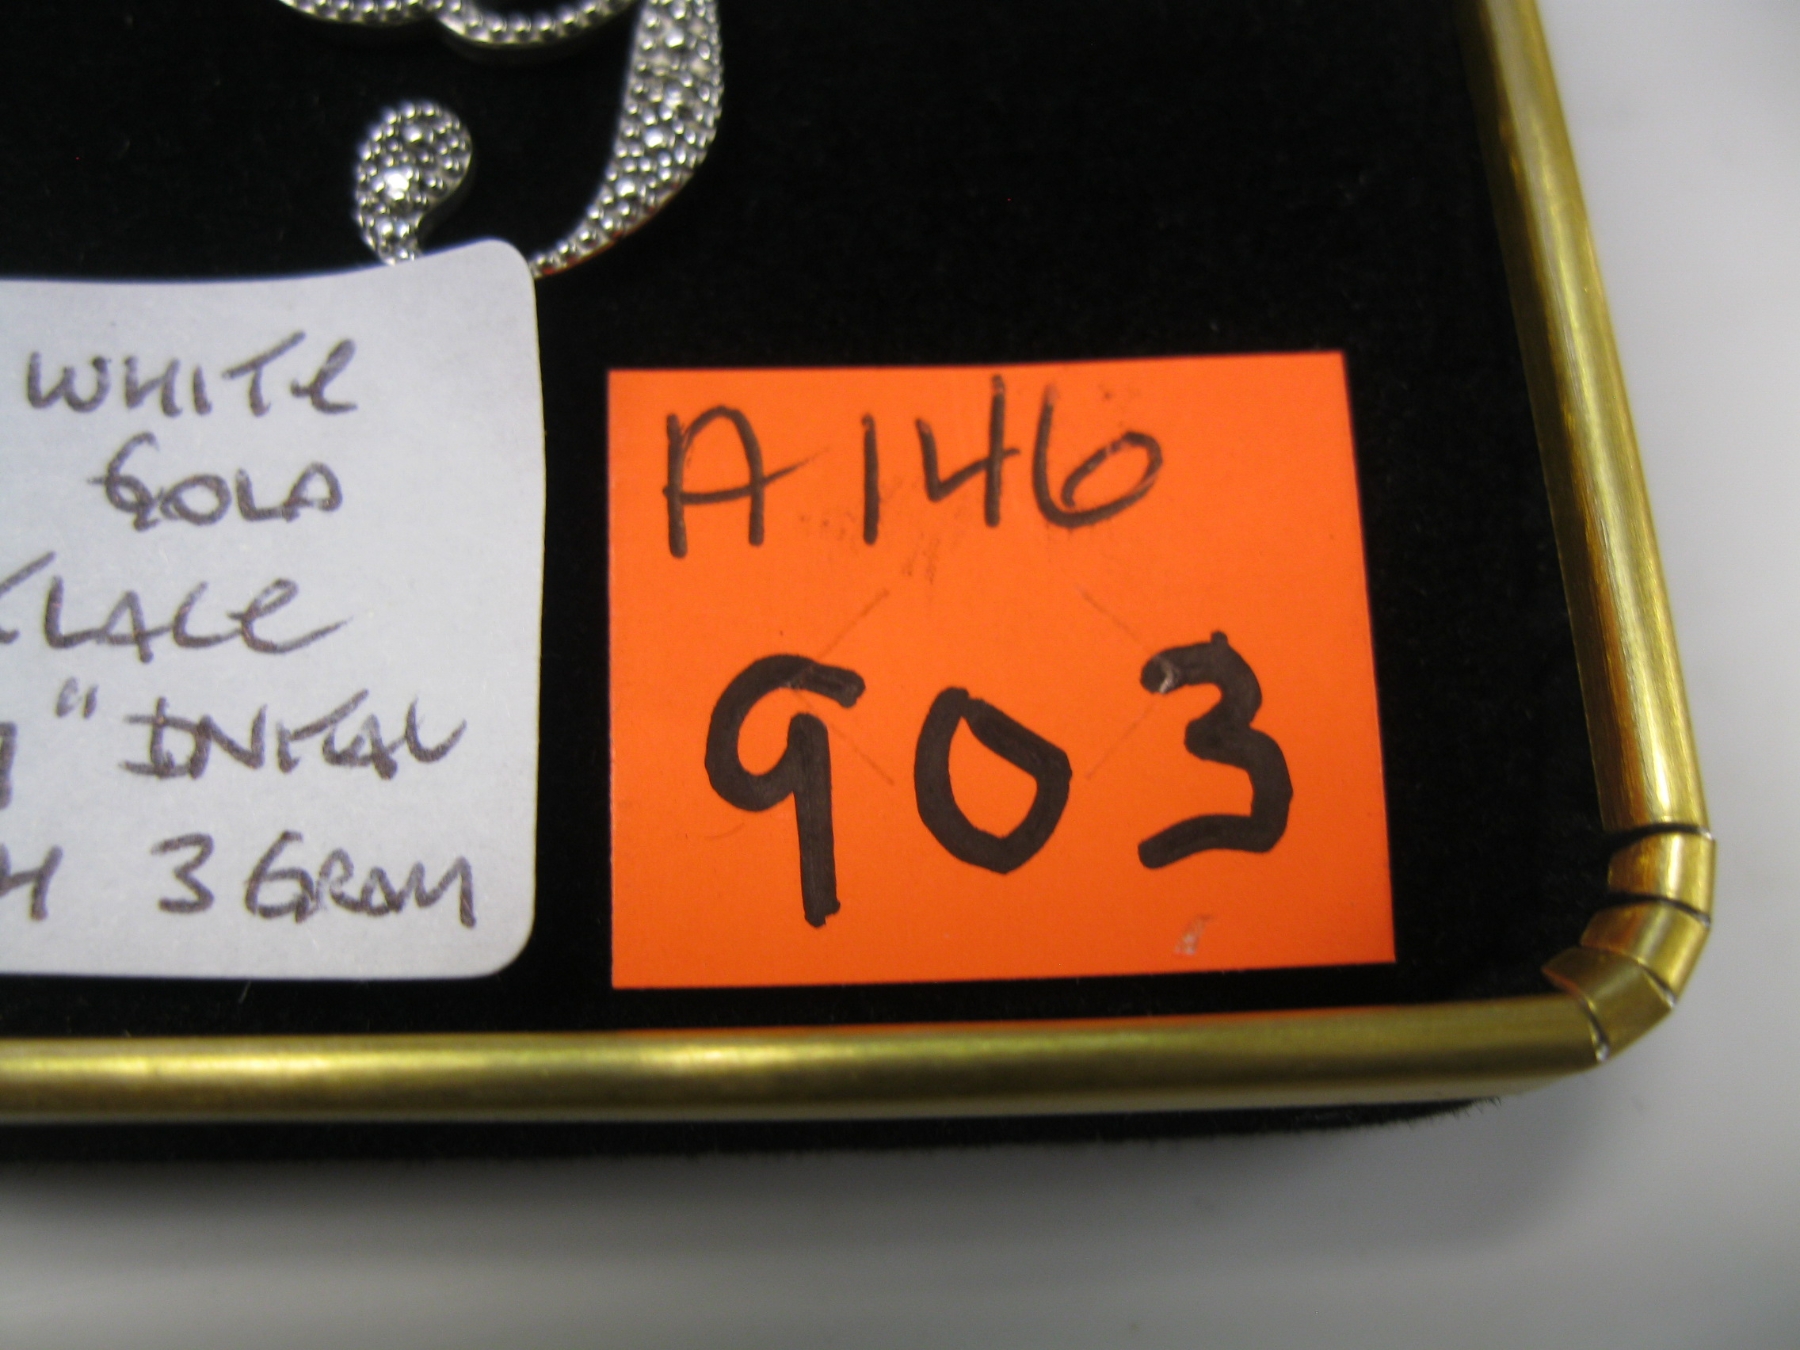 WHITE
GOLD
CLACE
" INITAL
H 3 GRAM
A146
903